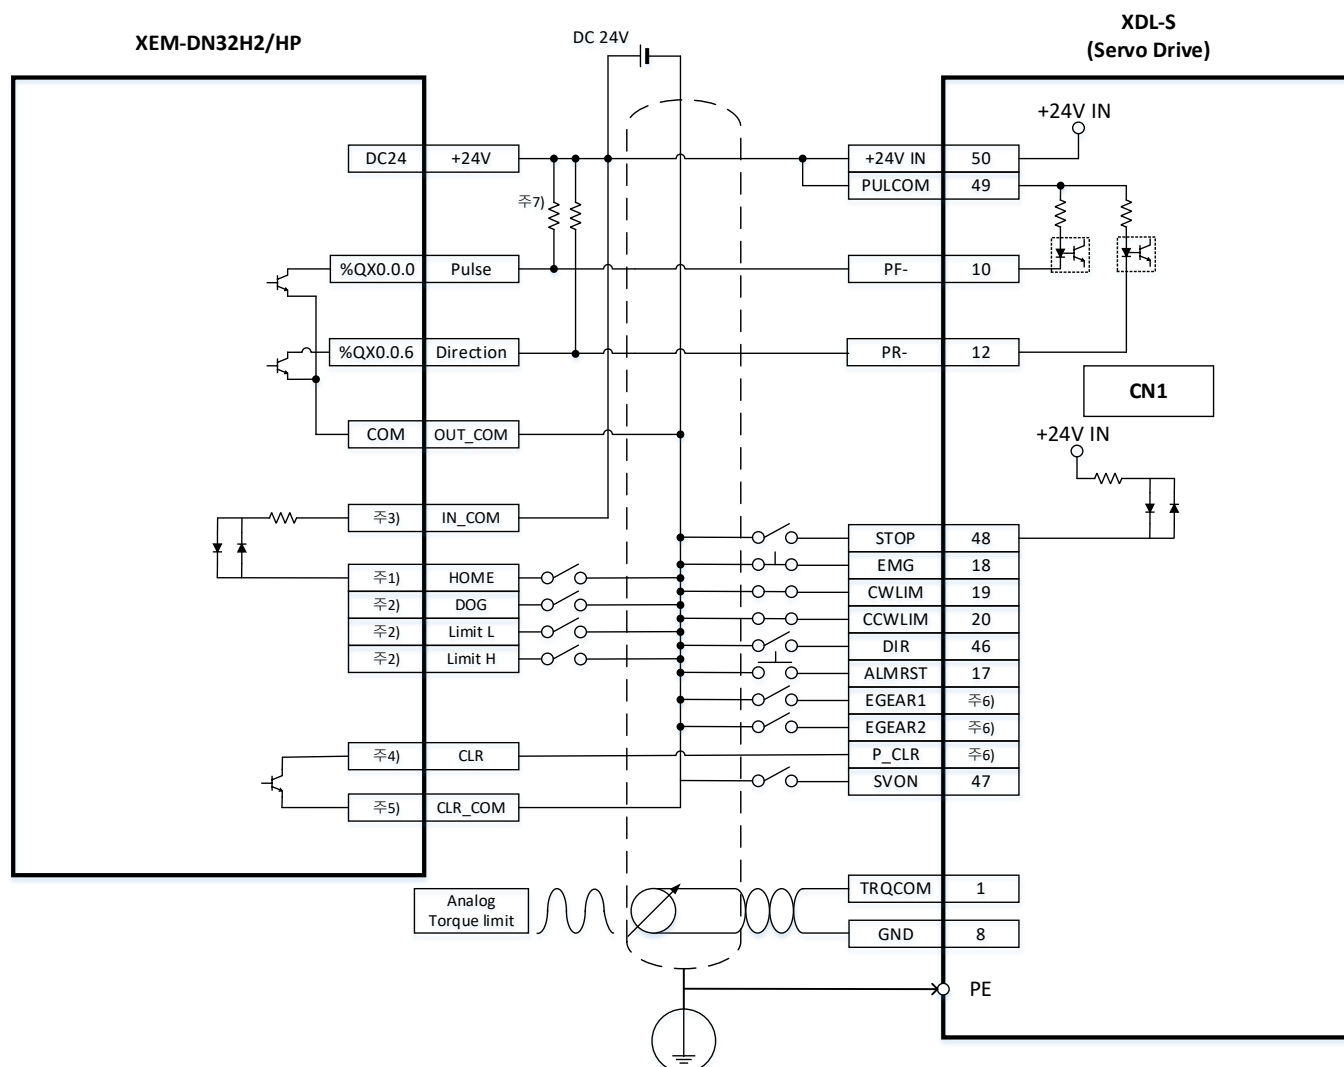 XEM-DN32H2/HP
DC 24V
XDL-S
(Servo Drive)
+24V IN
DC24 +24V
+24V IN 50
PULCOM 49
주7)
%QX0.0.0 Pulse
PF- 10
%QX0.0.6 Direction
PR- 12
CN1
COM OUT_COM
+24V IN
주3) IN_COM
STOP 48
EMG 18
주1) HOME
CWLIM 19
주2) DOG
CCWLIM 20
주2) Limit L
DIR 46
주2) Limit H
ALMRST 17
EGEAR1 주6)
EGEAR2 주6)
주4) CLR
P_CLR 주6)
SVON 47
주5) CLR_COM
TRQCOM 1
Analog
Torque limit
GND 8
PE